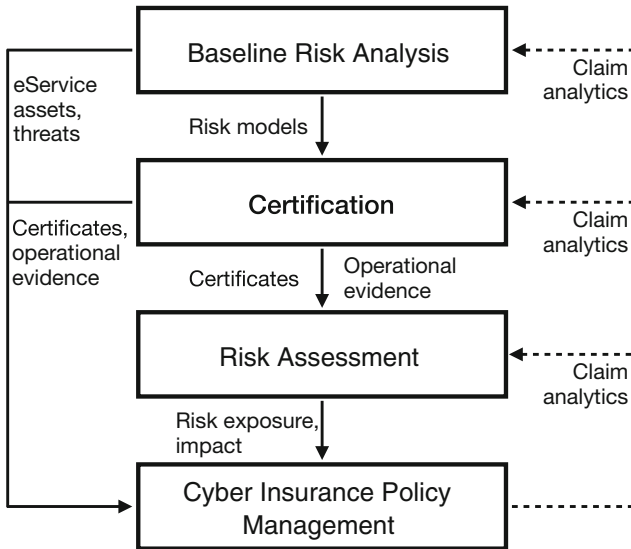 Baseline Risk Analysis
eService
assets,
threats
Claim
analytics
Risk models
Certification
Certificates,
operational
evidence
Claim
analytics
Certificates
Operational
evidence
Risk Assessment
Claim
analytics
Risk exposure,
impact
Cyber Insurance Policy
Management